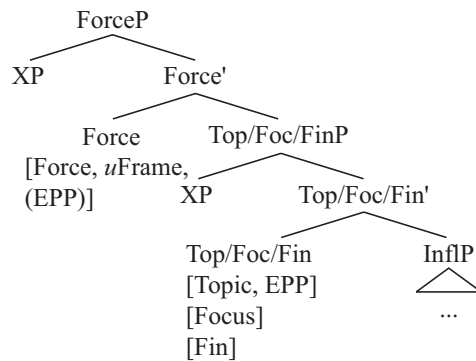 ForceP
XP Force'
Force Top/Foc/FinP
[Force, uFrame, XP Top/Foc/Fin'
(EPP)]
Top/Foc/Fin InflP
[Topic, EPP]
[Focus] ...
[Fin]